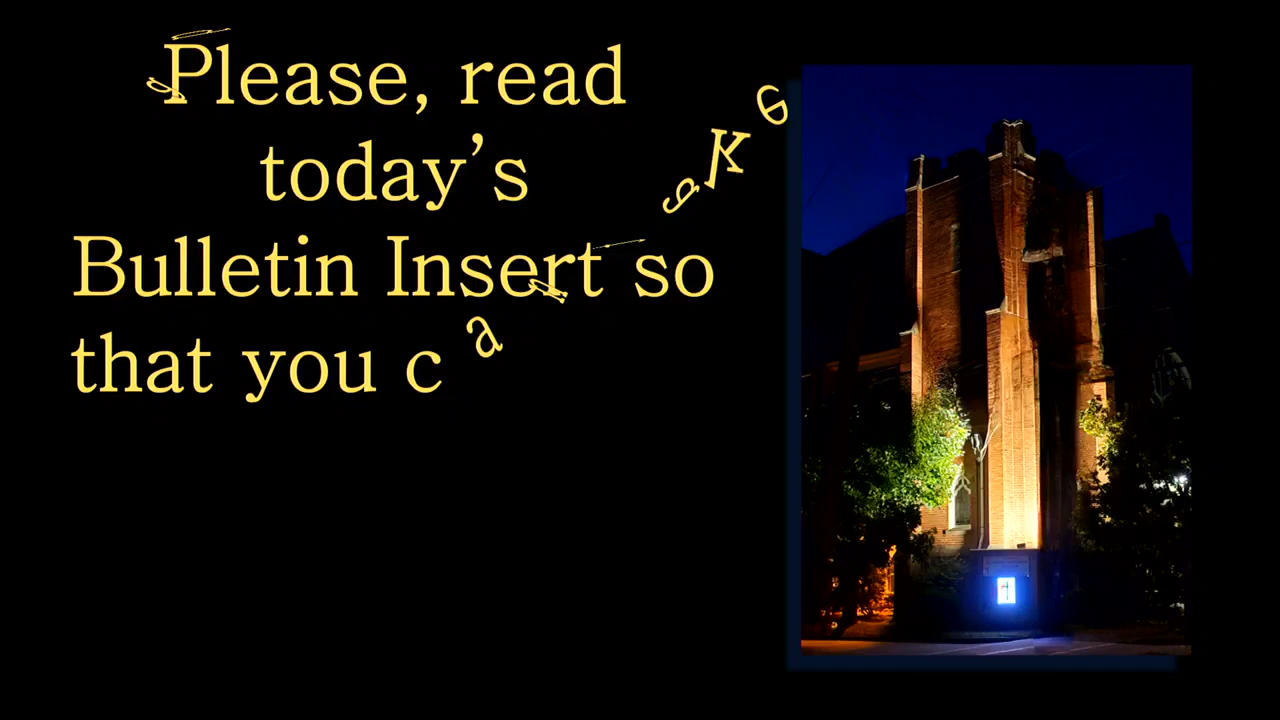 Please, read
today’s
Bulletin Insert so
that you c a
k e